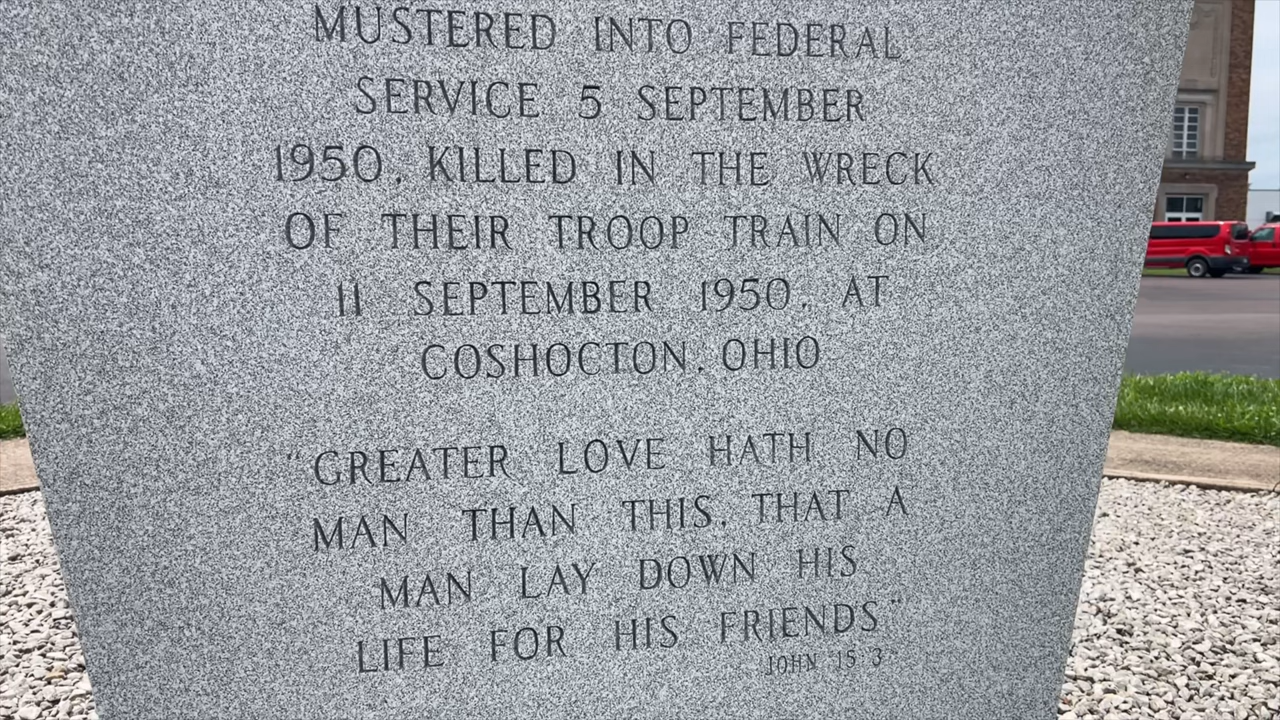 MUSTERED INTO FEDERAL
SERVICE 5 SEPTEMBER
1950, KILLED IN THE WRECK
OF THEIR TROOP TRAIN ON
11 SEPTEMBER 1950, AT
COSHOCTON, OHIO
"GREATER LOVE HATH NO
MAN THAN THIS, THAT A
MAN LAY DOWN HIS
LIFE FOR HIS FRIENDS"
JOHN 15 3